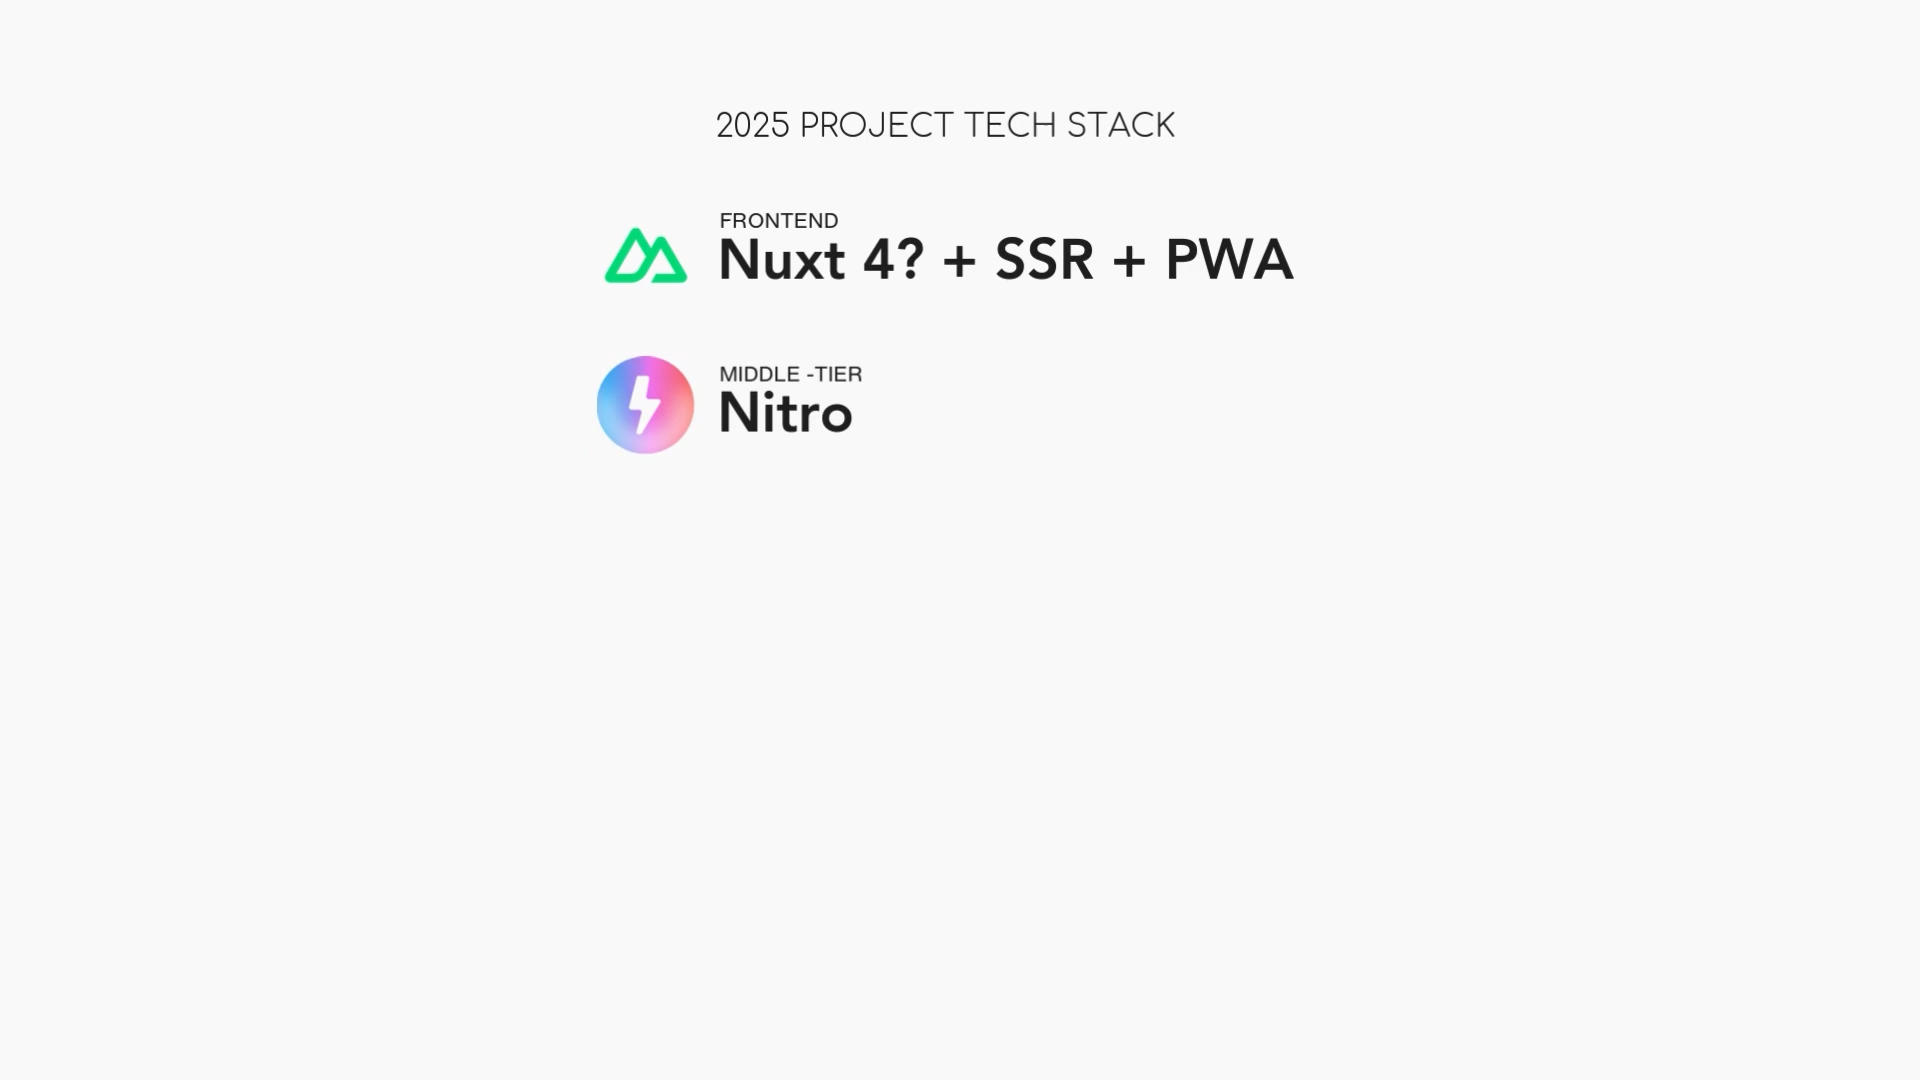 2025 PROJECT TECH STACK
FRONTEND
Nuxt 4? + SSR + PWA
MIDDLE -TIER
Nitro